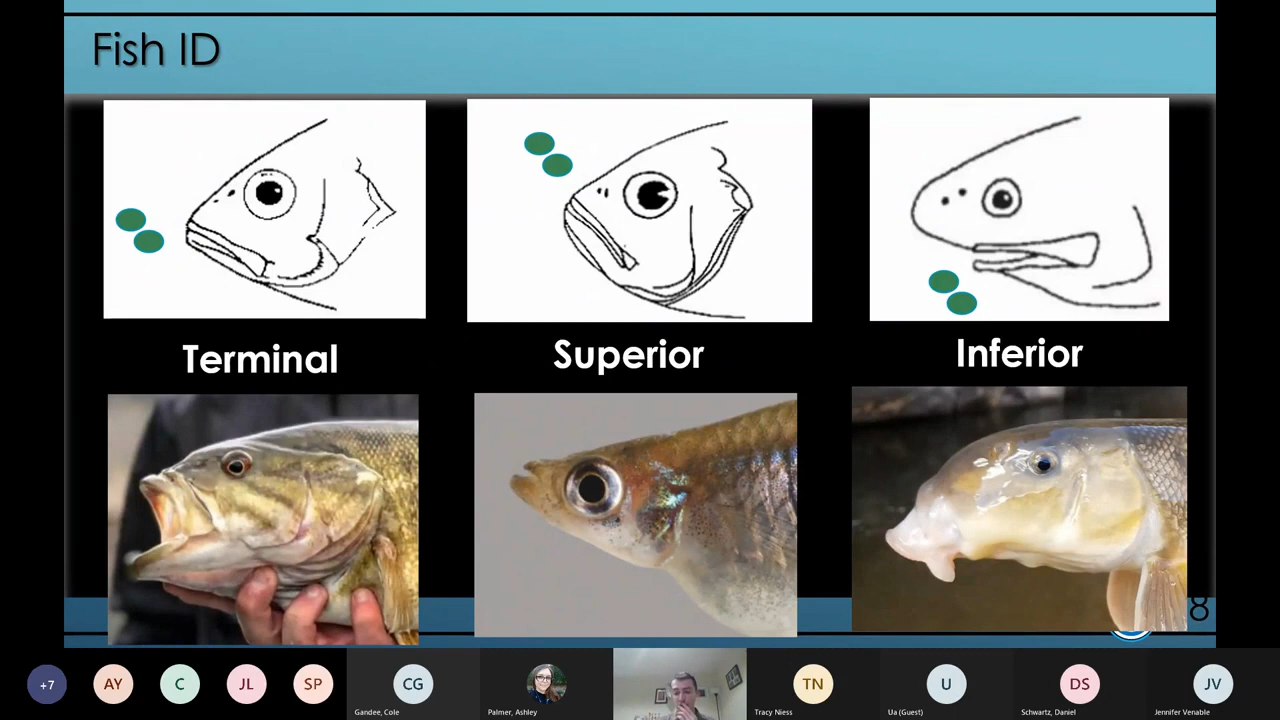 Fish ID
Terminal
Superior
Inferior
8
+7
AY
C
JL
SP
CG
TN
U
DS
JV
Gandee, Cole
Palmer, Ashley
Tracy Niess
Ua (Guest)
Schwartz, Daniel
Jennifer Venable